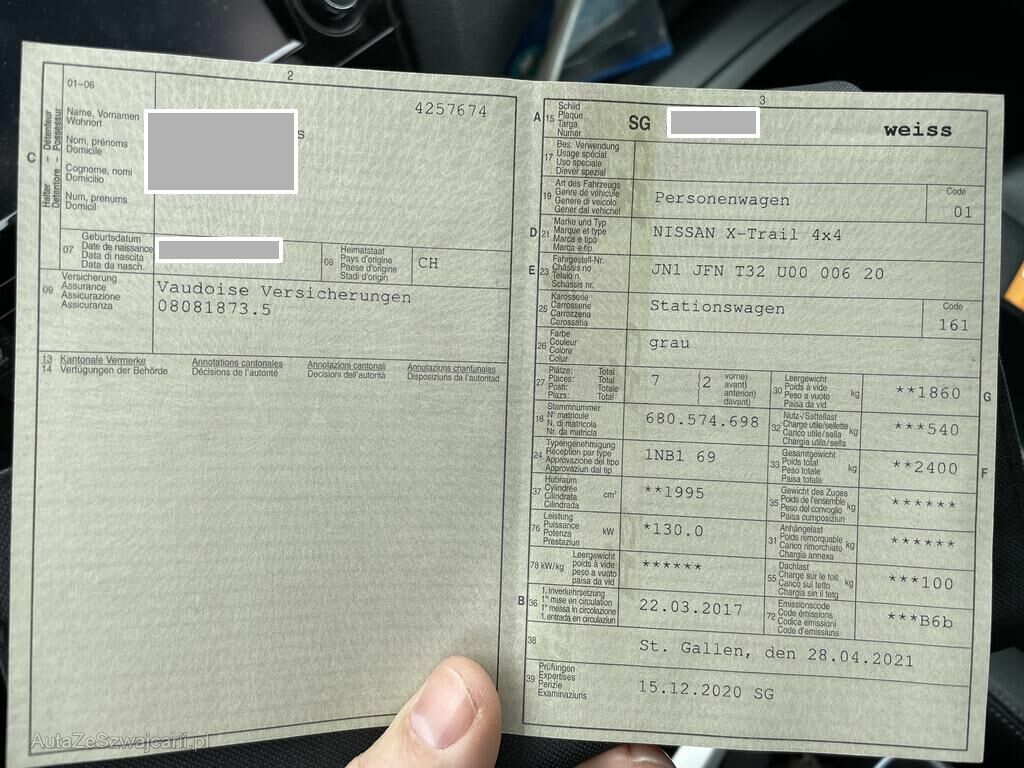 2
01–06
4257674
C
Halter – Détenteur
Detentore – Possessur
Name, Vornamen
Wohnort
Nom, prénoms
Domicile
Cognome, nomi
Domicilio
Num, prenums
Domicil
s
07
Geburtsdatum
Date de naissance
Data di nascita
Data da nasch.
08
Heimatstaat
Pays d'origine
Paese d'origine
Stadi d'origin
CH
09
Versicherung
Assurance
Assicurazione
Assicuranza
Vaudoise Versicherungen
08081873.5
13 Kantonale Vermerke
Annotations cantonales
Annotazioni cantonali
Annotaziuns chantunalas
14 Verfügungen der Behörde
Décisions de l'autorité
Decisioni dell'autorità
Disposiziuns da l'autoritad
3
A
15
Schild
Plaque
Targa
Numer
SG
weiss
17
Bes. Verwendung
Usage spécial
Uso speciale
Diever spezial
19
Art des Fahrzeugs
Genre de véhicule
Genere di veicolo
Gener dal vehichel
Personenwagen
Code
01
D
21
Marke und Typ
Marque et type
Marca e tipo
Marca e tip
NISSAN X-Trail 4x4
E
23
Fahrgestell-Nr.
Châssis no
Telaio n.
Schassis nr.
JN1 JFN T32 U00 006 20
25
Karosserie
Carrosserie
Carrozzeria
Carossaria
Stationswagen
Code
161
26
Farbe
Couleur
Colore
Colur
grau
27
Plätze: Total
Places: Total
Posti: Totale
Plazs: Total
7
(2
vorne)
avant)
anteriori)
davant)
30
Leergewicht
Poids à vide
Peso a vuoto
Paisa da vid
kg
**1860
G
18
Stammnummer
N° matricule
N. di matricola
Nr. da matricla
680.574.698
32
Nutz-/Sattellast
Charge utile/sellette
Carico utile/sella
Chargia utila/sella
kg
***540
24
Typengenehmigung
Réception par type
Approvazione del tipo
Approvaziun dal tip
1NB1 69
33
Gesamtgewicht
Poids total
Peso totale
Paisa totala
kg
**2400
F
37
Hubraum
Cylindrée
Cilindrata
Cilindrada
cm³
**1995
35
Gewicht des Zuges
Poids de l'ensemble
Peso del convoglio
Paisa cumposiziun
kg
******
76
Leistung
Puissance
Potenza
Prestaziun
kW
*130.0
31
Anhängelast
Poids remorquable
Carico rimorchiato
Chargia annexa
kg
******
78 kW/kg
Leergewicht
poids à vide
peso a vuoto
paisa da vid
******
55
Dachlast
Charge sur le toit
Carico sul tetto
Chargia sin il tetg
kg
***100
B
36
1. Inverkehrsetzung
1re mise en circulation
1a messa in circolazione
1. entrada en circulaziun
22.03.2017
72
Emissionscode
Code émissions
Codice emissioni
Code d'emissiuns
***B6b
38
St. Gallen, den 28.04.2021
39
Prüfungen
Expertises
Perizie
Examinaziuns
15.12.2020 SG
AutaZeSzwajcarii.pl